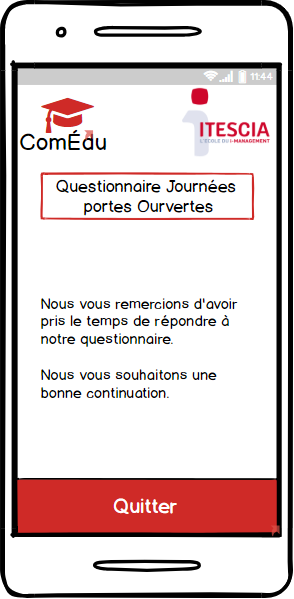 11:44
ComÉdu
ITESCIA
L'ÉCOLE DU I-MANAGEMENT
Questionnaire Journées
portes Ourvertes
Nous vous remercions d'avoir
pris le temps de répondre à
notre questionnaire.
Nous vous souhaitons une
bonne continuation.
Quitter